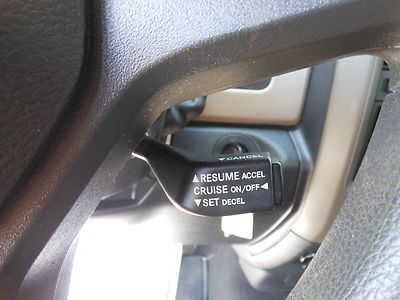 ▼CANCEL
▲RESUME ACCEL
CRUISE ON/OFF◀
▼SET DECEL